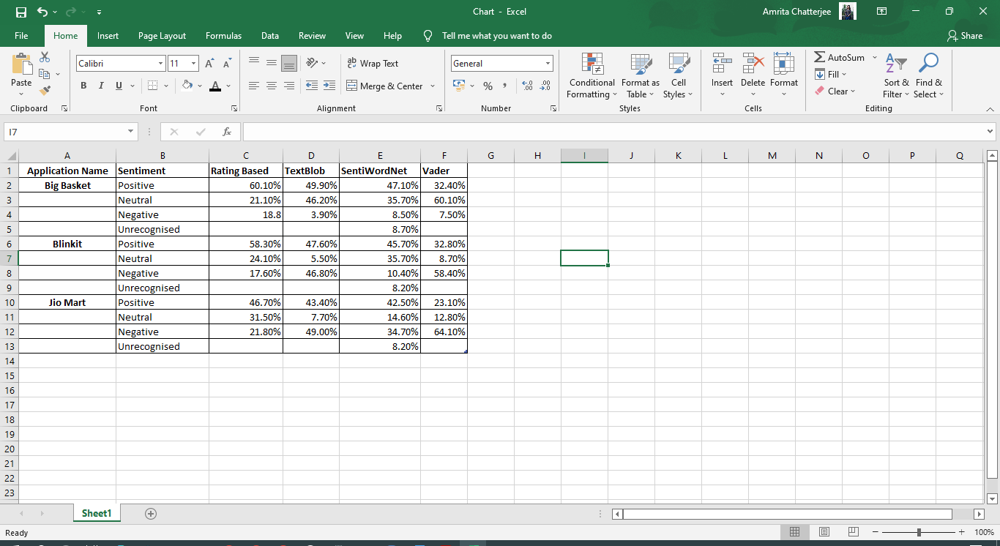 Chart - Excel
Amrita Chatterjee
File Home Insert Page Layout Formulas Data Review View Help Tell me what you want to do Share
Paste
Clipboard
Calibri 11
B I U A
Font
Wrap Text
Merge & Center
Alignment
General
%
Number
Conditional Formatting
Format as Table
Cell Styles
Styles
Insert Delete Format
Cells
AutoSum
Fill
Clear
Sort & Filter
Find & Select
Editing
I7 fx
A B C D E F G H I J K L M N O P Q
1 Application Name Sentiment Rating Based TextBlob SentiWordNet Vader
2 Big Basket Positive 60.10% 49.90% 47.10% 32.40%
3 Neutral 21.10% 46.20% 35.70% 60.10%
4 Negative 18.8 3.90% 8.50% 7.50%
5 Unrecognised 8.70%
6 Blinkit Positive 58.30% 47.60% 45.70% 32.80%
7 Neutral 24.10% 5.50% 35.70% 8.70%
8 Negative 17.60% 46.80% 10.40% 58.40%
9 Unrecognised 8.20%
10 Jio Mart Positive 46.70% 43.40% 42.50% 23.10%
11 Neutral 31.50% 7.70% 14.60% 12.80%
12 Negative 21.80% 49.00% 34.70% 64.10%
13 Unrecognised 8.20%
14
15
16
17
18
19
20
21
22
23
Sheet1
Ready 100%